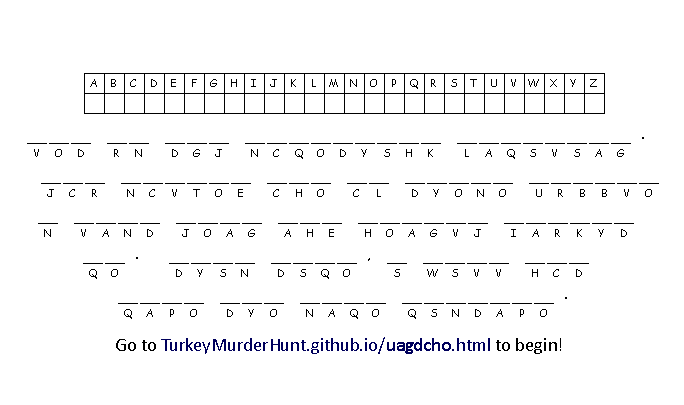 A B C D E F G H I J K L M N O P Q R S T U V W X Y Z
V O D R N D G J N C Q O D Y S H K L A Q S V S A G .
J C R N C V T O E C H O C L D Y O N O U R B B V O
N V A N D J O A G A H E H O A G V J I A R K Y D
Q O . D Y S N D S Q O , S W S V V H C D
Q A P O D Y O N A Q O Q S N D A P O .
Go to TurkeyMurderHunt.github.io/uagdcho.html to begin!